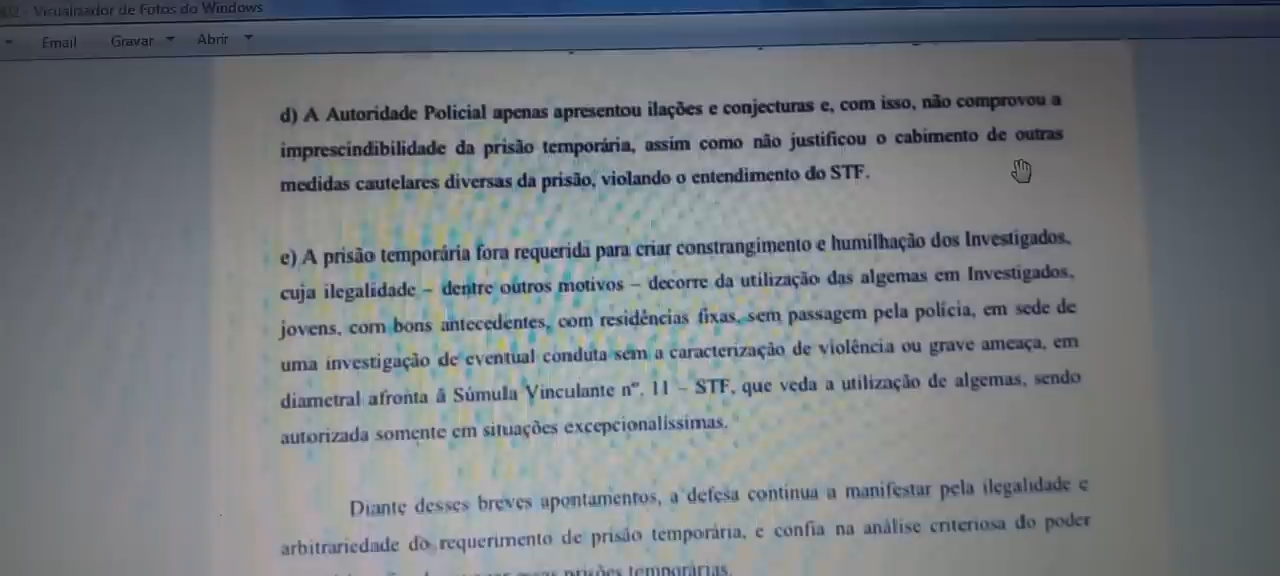 Visualizador de Fotos do Windows
Email Gravar Abrir
d) A Autoridade Policial apenas apresentou ilações e conjecturas e, com isso, não comprovou a
imprescindibilidade da prisão temporária, assim como não justificou o cabimento de outras
medidas cautelares diversas da prisão, violando o entendimento do STF.
e) A prisão temporária fora requerida para criar constrangimento e humilhação dos Investigados,
cuja ilegalidade – dentre outros motivos – decorre da utilização das algemas em Investigados,
jovens, com bons antecedentes, com residências fixas, sem passagem pela polícia, em sede de
uma investigação de eventual conduta sem a caracterização de violência ou grave ameaça, em
diametral afronta á Súmula Vinculante nº. 11 – STF, que veda a utilização de algemas, sendo
autorizada somente em situações excepcionalíssimas.
Diante desses breves apontamentos, a defesa continua a manifestar pela ilegalidade e
arbitrariedade do requerimento de prisão temporária, e confia na análise criteriosa do poder
prisões temporárias.